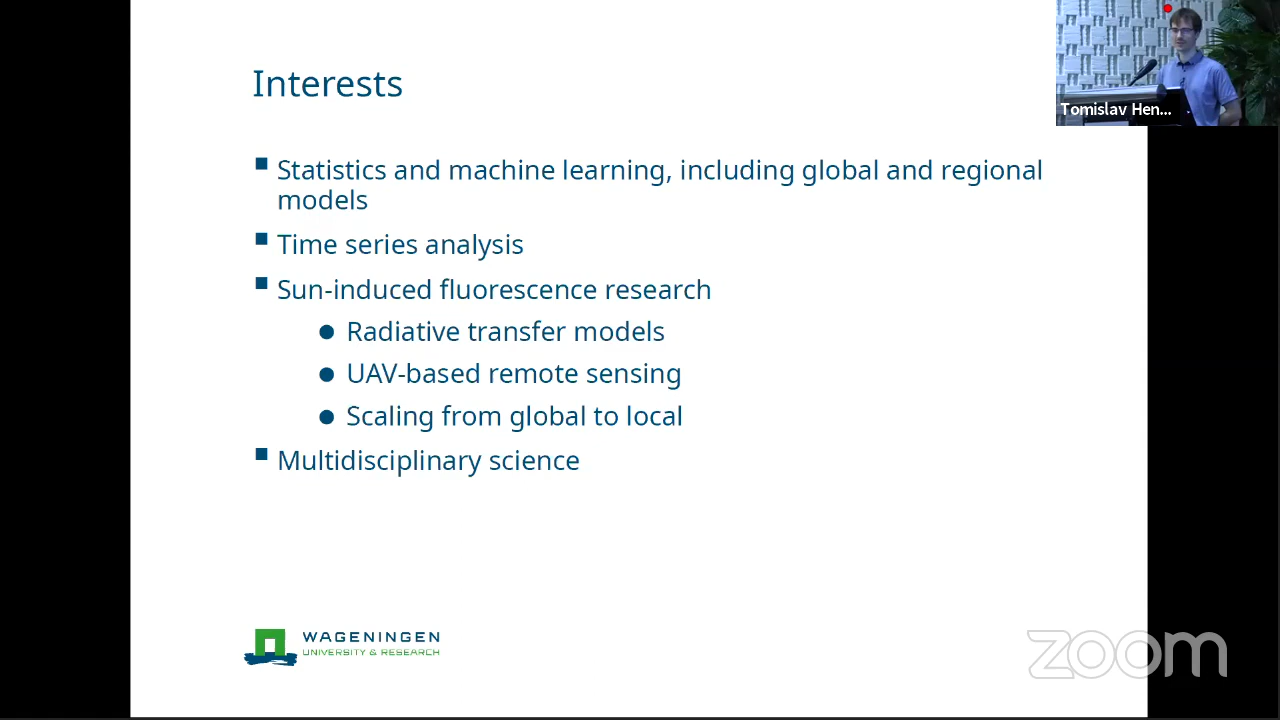 Interests
Tomislav Hen...
Statistics and machine learning, including global and regional
models
Time series analysis
Sun-induced fluorescence research
Radiative transfer models
UAV-based remote sensing
Scaling from global to local
Multidisciplinary science
WAGENINGEN
UNIVERSITY & RESEARCH
zoom